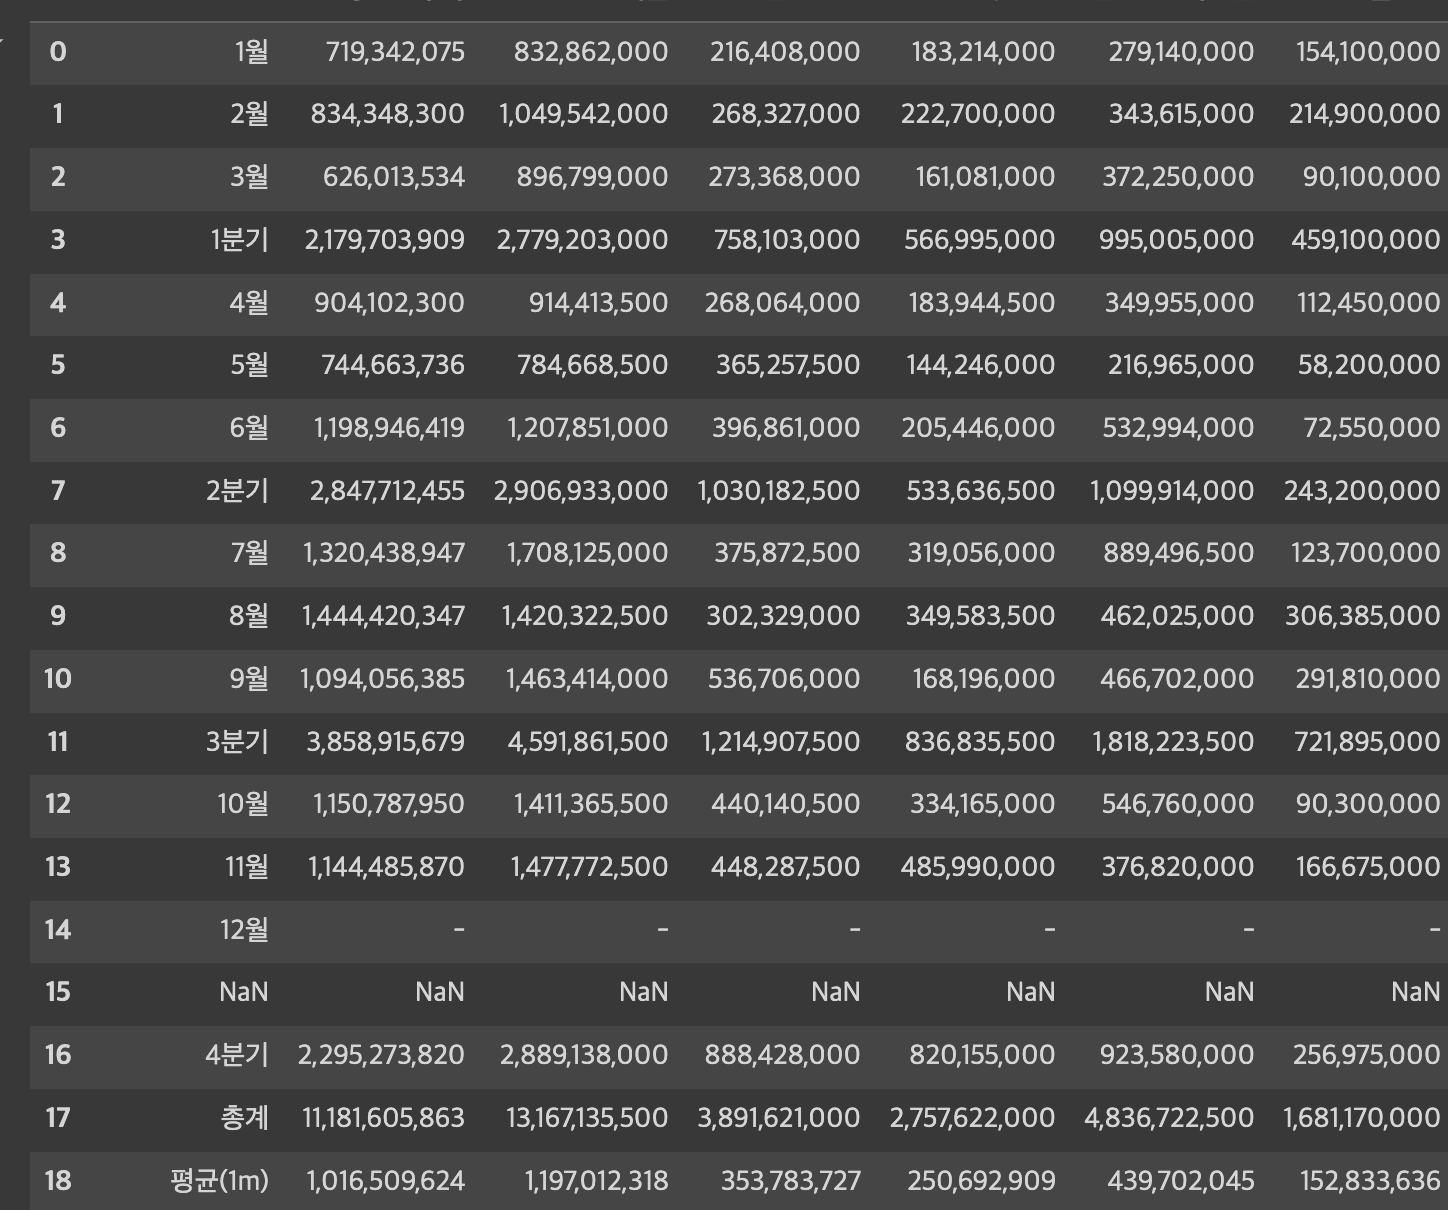 0 1월 719,342,075 832,862,000 216,408,000 183,214,000 279,140,000 154,100,000
1 2월 834,348,300 1,049,542,000 268,327,000 222,700,000 343,615,000 214,900,000
2 3월 626,013,534 896,799,000 273,368,000 161,081,000 372,250,000 90,100,000
3 1분기 2,179,703,909 2,779,203,000 758,103,000 566,995,000 995,005,000 459,100,000
4 4월 904,102,300 914,413,500 268,064,000 183,944,500 349,955,000 112,450,000
5 5월 744,663,736 784,668,500 365,257,500 144,246,000 216,965,000 58,200,000
6 6월 1,198,946,419 1,207,851,000 396,861,000 205,446,000 532,994,000 72,550,000
7 2분기 2,847,712,455 2,906,933,000 1,030,182,500 533,636,500 1,099,914,000 243,200,000
8 7월 1,320,438,947 1,708,125,000 375,872,500 319,056,000 889,496,500 123,700,000
9 8월 1,444,420,347 1,420,322,500 302,329,000 349,583,500 462,025,000 306,385,000
10 9월 1,094,056,385 1,463,414,000 536,706,000 168,196,000 466,702,000 291,810,000
11 3분기 3,858,915,679 4,591,861,500 1,214,907,500 836,835,500 1,818,223,500 721,895,000
12 10월 1,150,787,950 1,411,365,500 440,140,500 334,165,000 546,760,000 90,300,000
13 11월 1,144,485,870 1,477,772,500 448,287,500 485,990,000 376,820,000 166,675,000
14 12월 - - - - - -
15 NaN NaN NaN NaN NaN NaN NaN
16 4분기 2,295,273,820 2,889,138,000 888,428,000 820,155,000 923,580,000 256,975,000
17 총계 11,181,605,863 13,167,135,500 3,891,621,000 2,757,622,000 4,836,722,500 1,681,170,000
18 평균(1m) 1,016,509,624 1,197,012,318 353,783,727 250,692,909 439,702,045 152,833,636